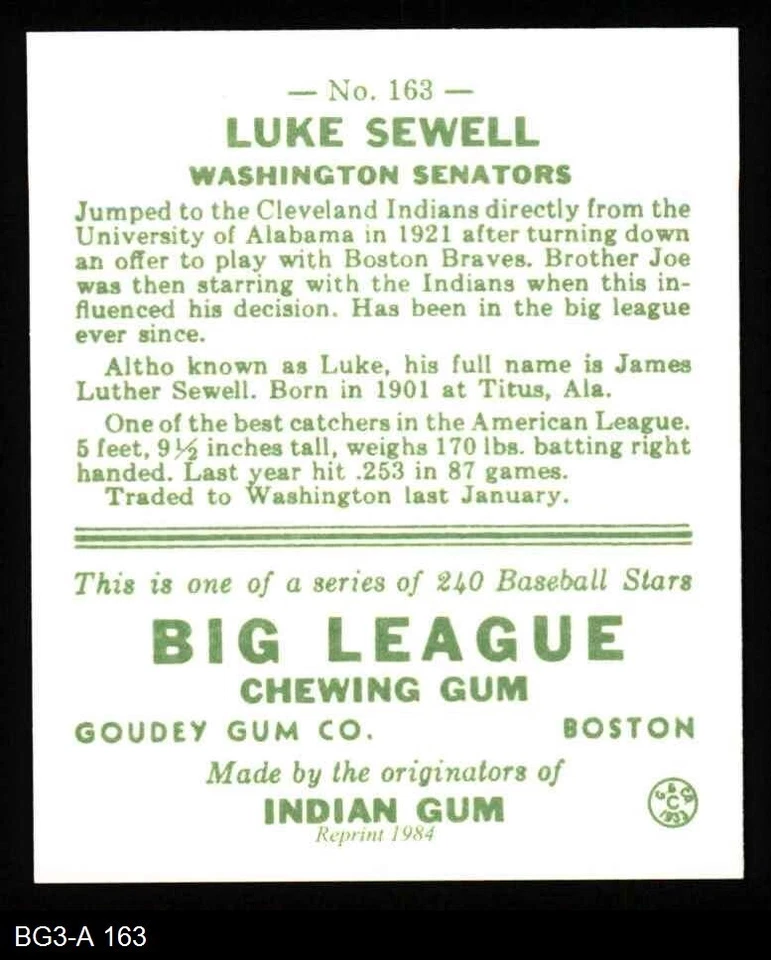 — No. 163 —
LUKE SEWELL
WASHINGTON SENATORS
Jumped to the Cleveland Indians directly from the
University of Alabama in 1921 after turning down
an offer to play with Boston Braves. Brother Joe
was then starring with the Indians when this in-
fluenced his decision. Has been in the big league
ever since.
Altho known as Luke, his full name is James
Luther Sewell. Born in 1901 at Titus, Ala.
One of the best catchers in the American League.
5 feet, 9½ inches tall, weighs 170 lbs. batting right
handed. Last year hit .253 in 87 games.
Traded to Washington last January.
This is one of a series of 240 Baseball Stars
BIG LEAGUE
CHEWING GUM
GOUDEY GUM CO. BOSTON
Made by the originators of
INDIAN GUM
Reprint 1984
G & CA
C
1933
BG3-A 163